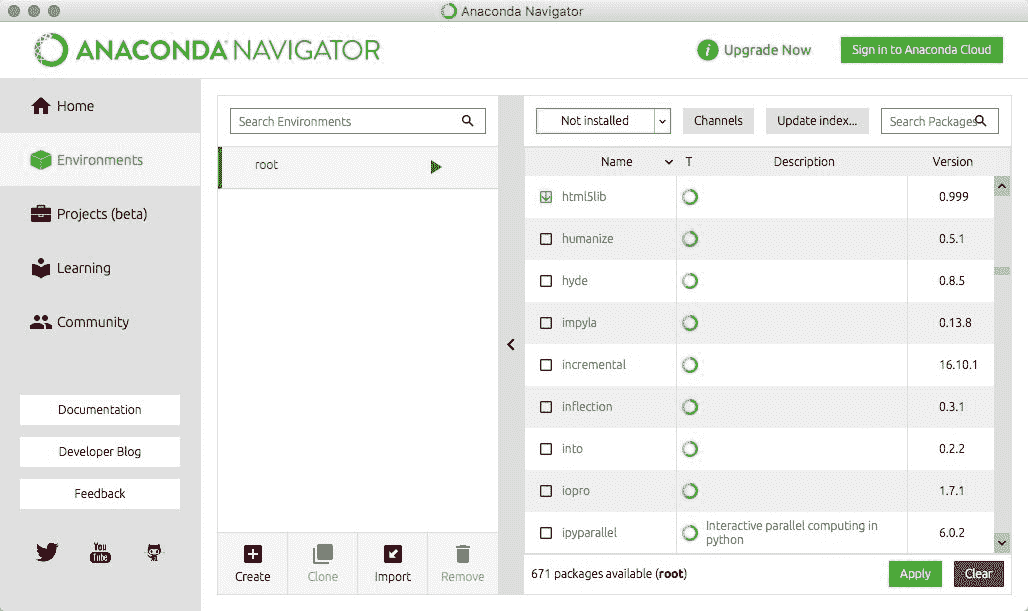 Anaconda Navigator
ANACONDA NAVIGATOR
i Upgrade Now
Sign in to Anaconda Cloud
Home
Environments
Projects (beta)
Learning
Community
Documentation
Developer Blog
Feedback
You
Tube
Search Environments
root
Create
Clone
Import
Remove
Not installed
Channels
Update index...
Search Packages
Name T Description Version
html5lib 0.999
humanize 0.5.1
hyde 0.8.5
impyla 0.13.8
incremental 16.10.1
inflection 0.3.1
into 0.2.2
iopro 1.7.1
ipyparallel Interactive parallel computing in
python 6.0.2
671 packages available (root)
Apply
Clear